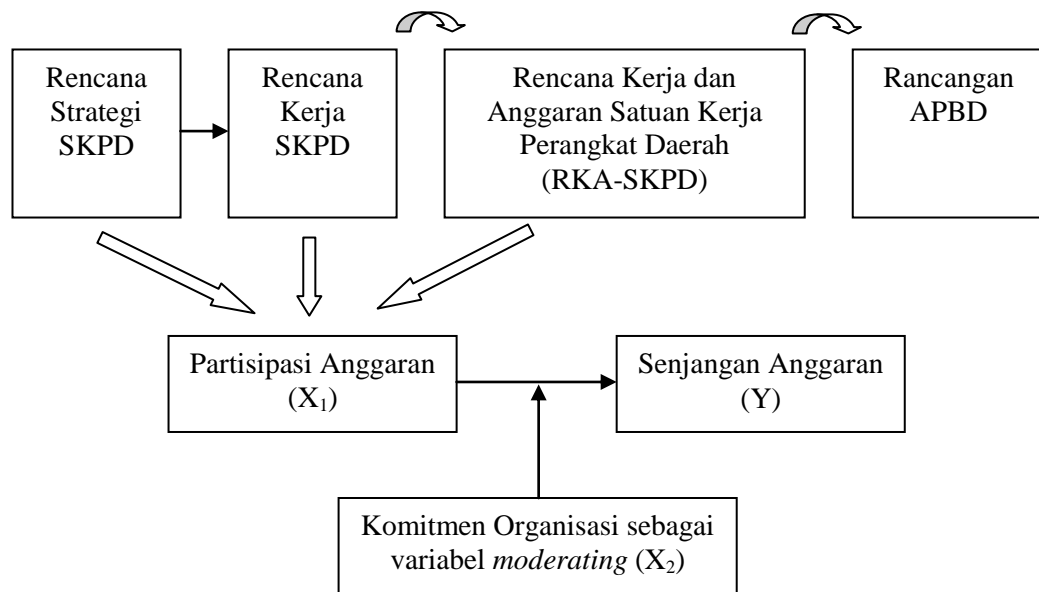 Rencana
Strategi
SKPD
Rencana
Kerja
SKPD
Rencana Kerja dan
Anggaran Satuan Kerja
Perangkat Daerah
(RKA-SKPD)
Rancangan
APBD
Partisipasi Anggaran
(X₁)
Senjangan Anggaran
(Y)
Komitmen Organisasi sebagai
variabel moderating (X₂)